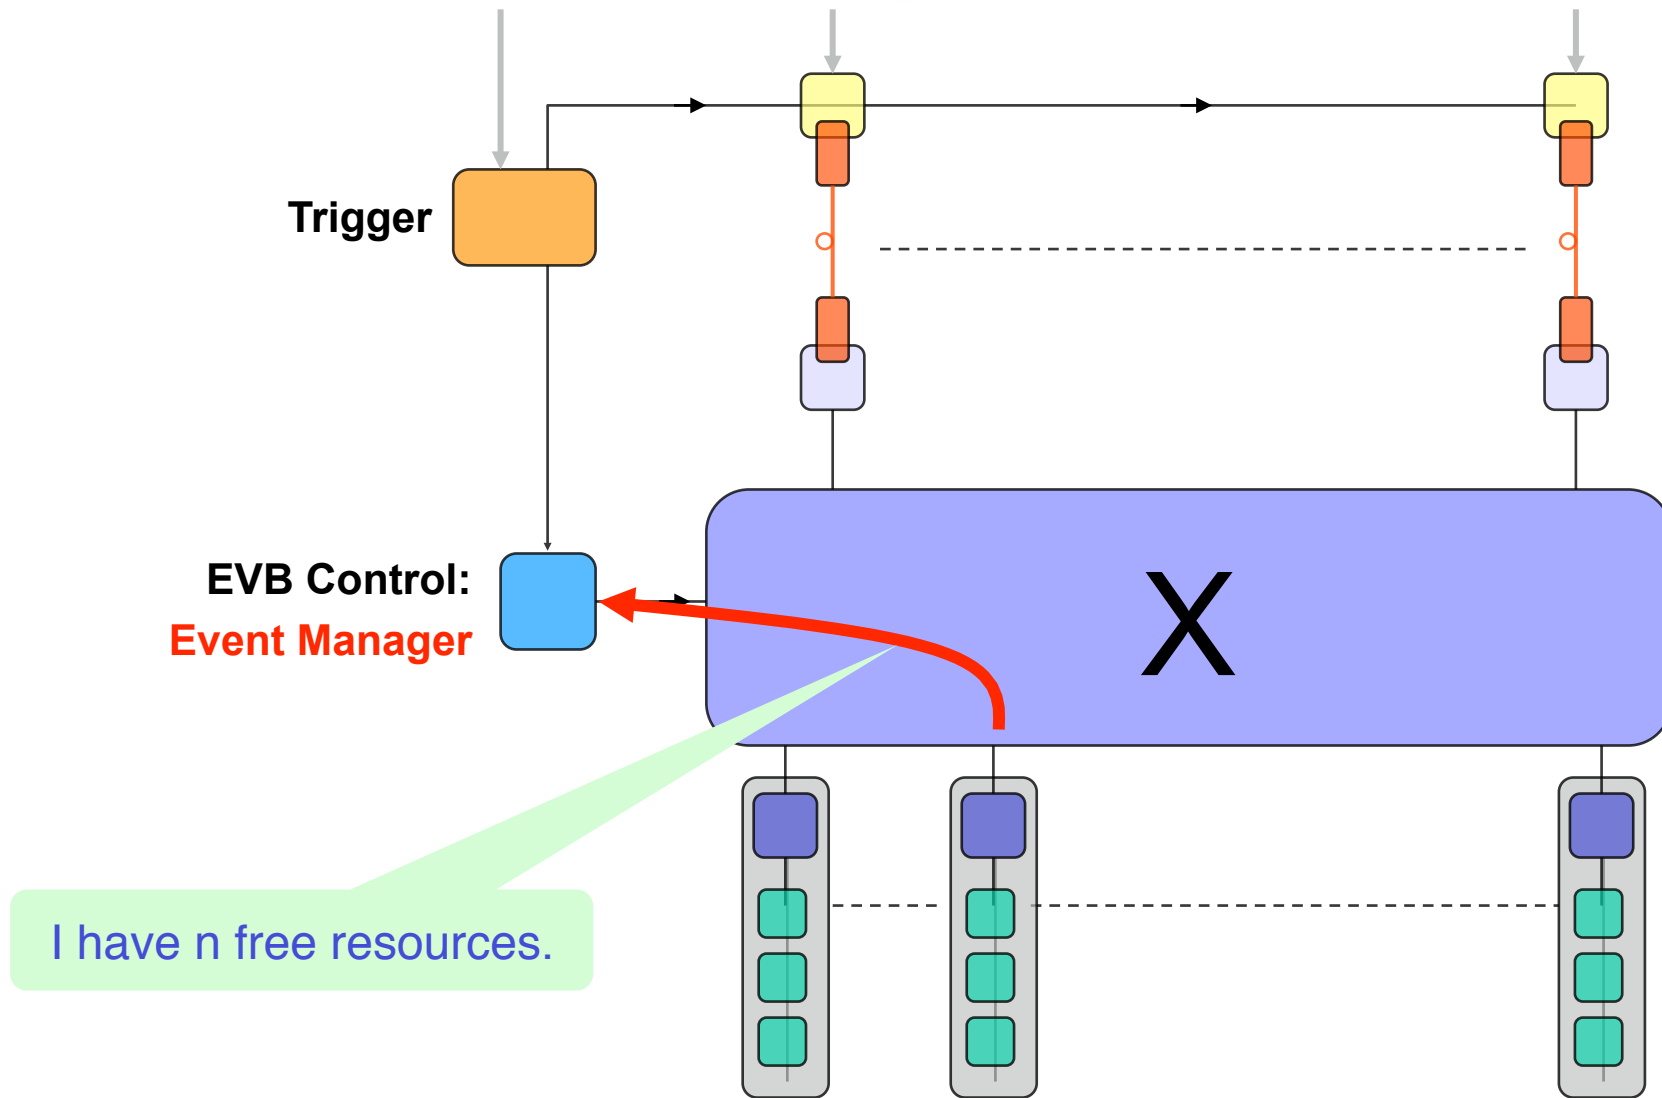 Trigger
EVB Control:
Event Manager
X
I have n free resources.